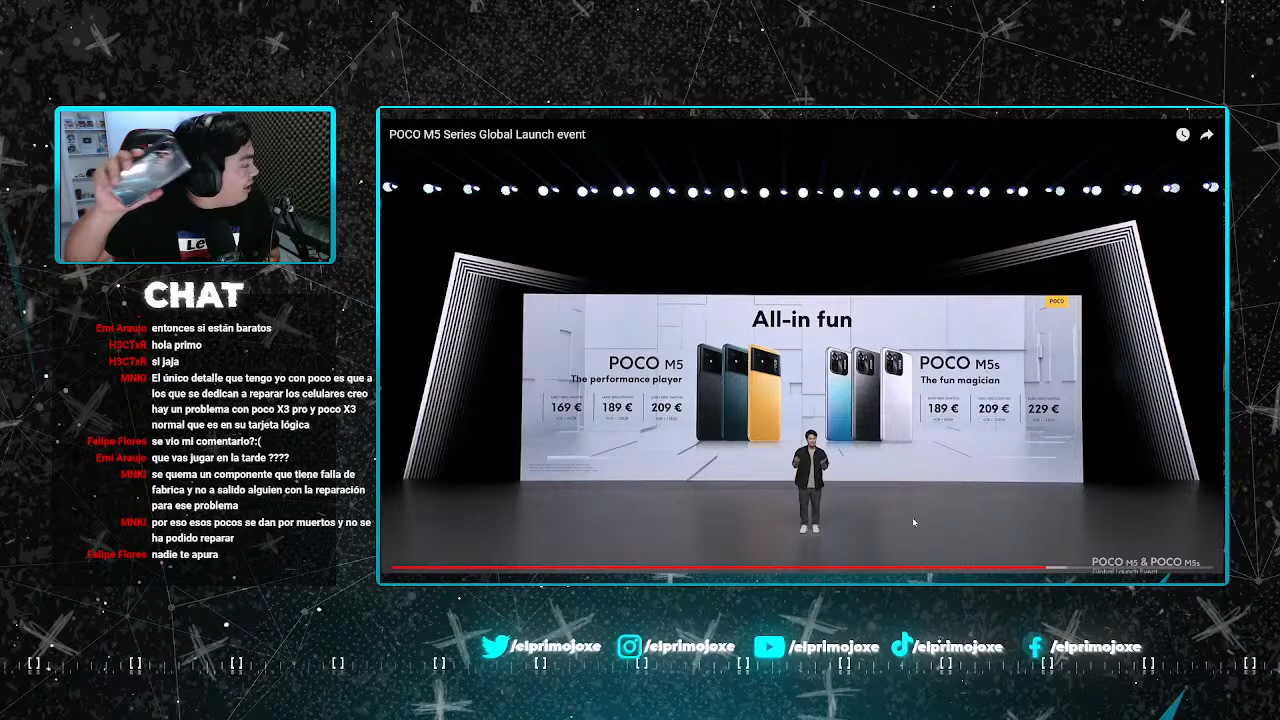 POCO M5 Series Global Launch event
POCO
All-in fun
POCO M5
The performance player
169 €
189 €
209 €
POCO M5s
The fun magician
189 €
209 €
229 €
POCO M5 & POCO M5s
Global Launch Event
CHAT
Emi Araujo entonces si están baratos
H3CTxR hola primo
H3CTxR si jaja
MNKI El único detalle que tengo yo con poco es que a
los que se dedican a reparar los celulares creo
hay un problema con poco X3 pro y poco X3
normal que es en su tarjeta lógica
Felipe Flores se vio mi comentario?:(
Emi Araujo que vas jugar en la tarde ????
MNKI se quema un componente que tiene falla de
fabrica y no a salido alguien con la reparación
para ese problema
MNKI por eso esos pocos se dan por muertos y no se
ha podido reparar
Felipe Flores nadie te apura
/elprimojoxe /elprimojoxe /elprimojoxe /elprimojoxe /elprimojoxe